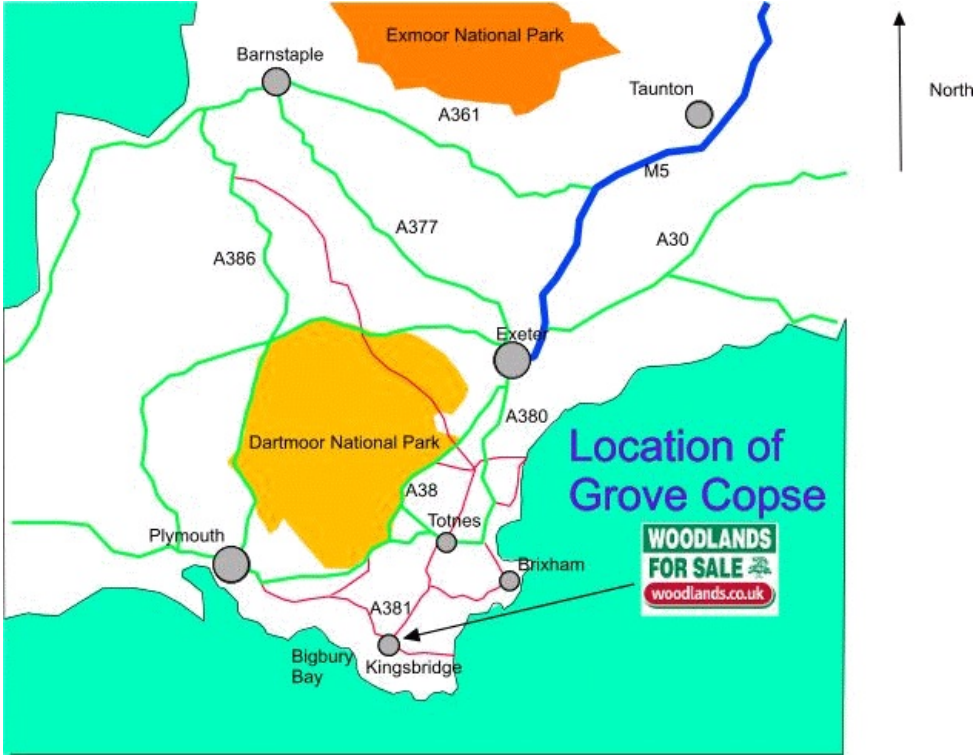 Exmoor National Park
Barnstaple
Taunton
North
A361
M5
A377
A30
A386
Exeter
A380
Dartmoor National Park
Location of
Grove Copse
A38
Totnes
Plymouth
WOODLANDS
FOR SALE
woodlands.co.uk
Brixham
A381
Bigbury
Bay
Kingsbridge